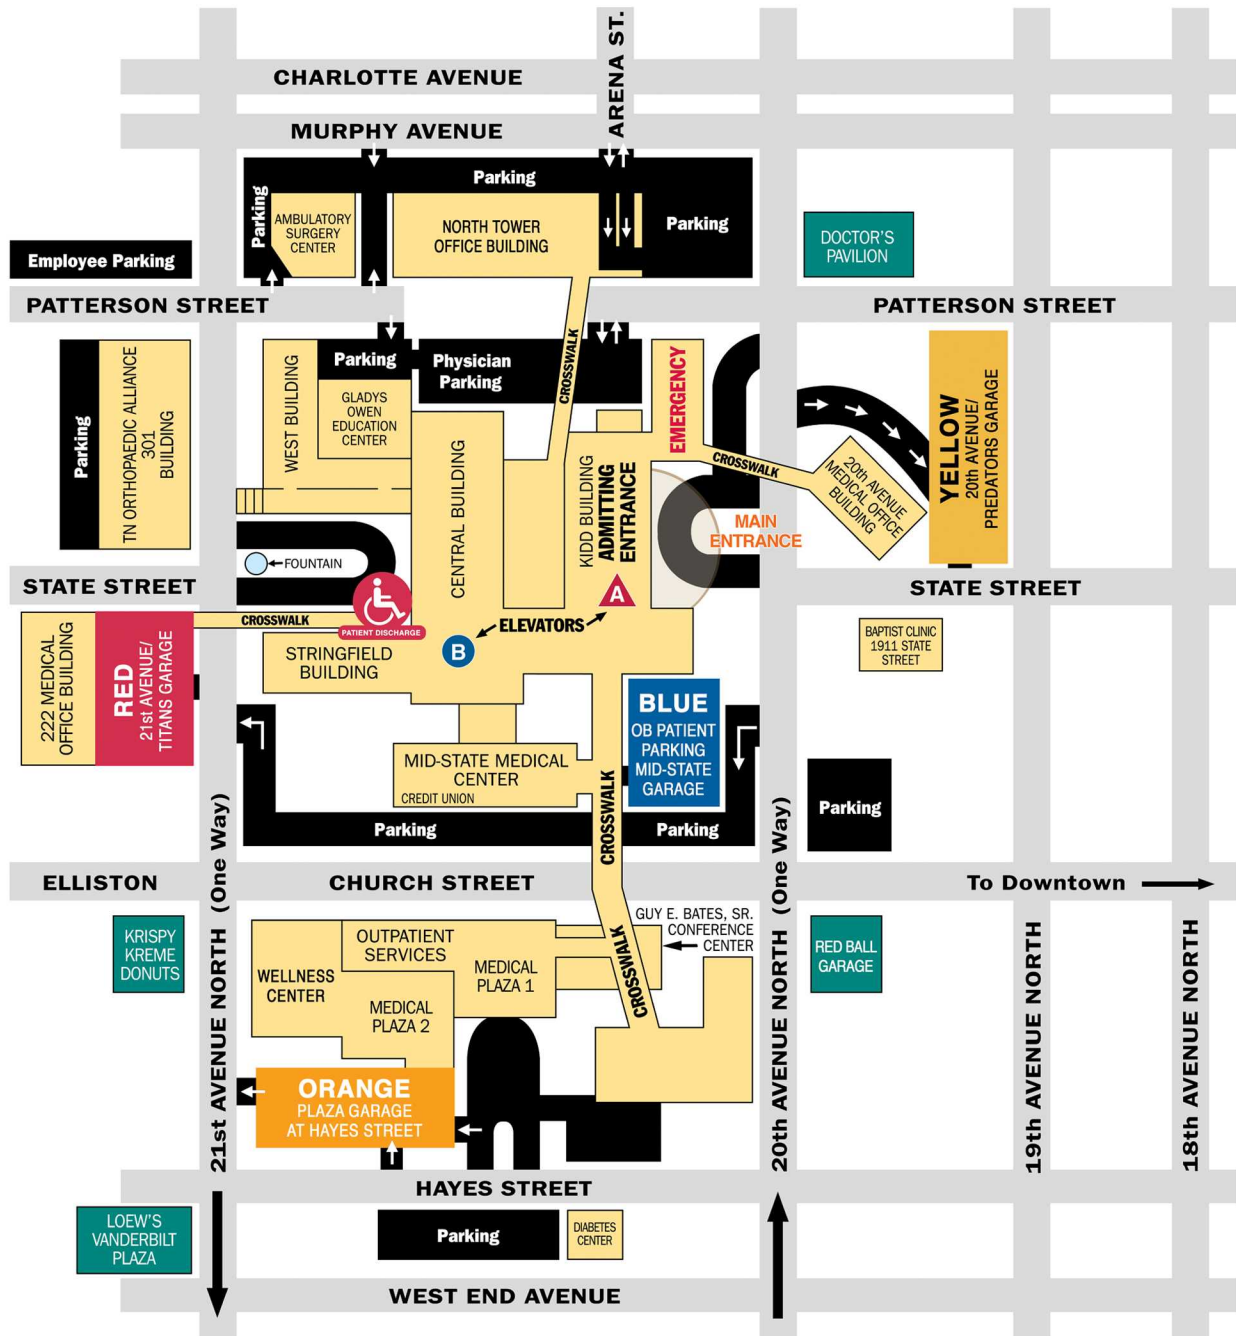 CHARLOTTE AVENUE
ARENA ST.
MURPHY AVENUE
Parking
Parking
AMBULATORY
SURGERY
CENTER
NORTH TOWER
OFFICE BUILDING
Parking
DOCTOR'S
PAVILION
Employee Parking
PATTERSON STREET
PATTERSON STREET
Parking
TN ORTHOPAEDIC ALLIANCE
301
BUILDING
WEST BUILDING
Parking
Physician
Parking
GLADYS
OWEN
EDUCATION
CENTER
CROSSWALK
EMERGENCY
CROSSWALK
20th AVENUE
MEDICAL OFFICE
BUILDING
YELLOW
20th AVENUE/
PREDATORS GARAGE
CENTRAL BUILDING
KIDD BUILDING
ADMITTING
ENTRANCE
MAIN
ENTRANCE
FOUNTAIN
STATE STREET
STATE STREET
A
CROSSWALK
PATIENT DISCHARGE
ELEVATORS
B
STRINGFIELD
BUILDING
222 MEDICAL
OFFICE BUILDING
RED
21st AVENUE/
TITANS GARAGE
BAPTIST CLINIC
1911 STATE
STREET
BLUE
OB PATIENT
PARKING
MID-STATE
GARAGE
MID-STATE MEDICAL
CENTER
CREDIT UNION
CROSSWALK
Parking
Parking
Parking
21st AVENUE NORTH (One Way)
20th AVENUE NORTH (One Way)
ELLISTON
CHURCH STREET
To Downtown
KRISPY
KREME
DONUTS
OUTPATIENT
SERVICES
WELLNESS
CENTER
MEDICAL
PLAZA 1
MEDICAL
PLAZA 2
GUY E. BATES, SR.
CONFERENCE
CENTER
CROSSWALK
RED BALL
GARAGE
19th AVENUE NORTH
18th AVENUE NORTH
ORANGE
PLAZA GARAGE
AT HAYES STREET
HAYES STREET
LOEW'S
VANDERBILT
PLAZA
Parking
DIABETES
CENTER
WEST END AVENUE